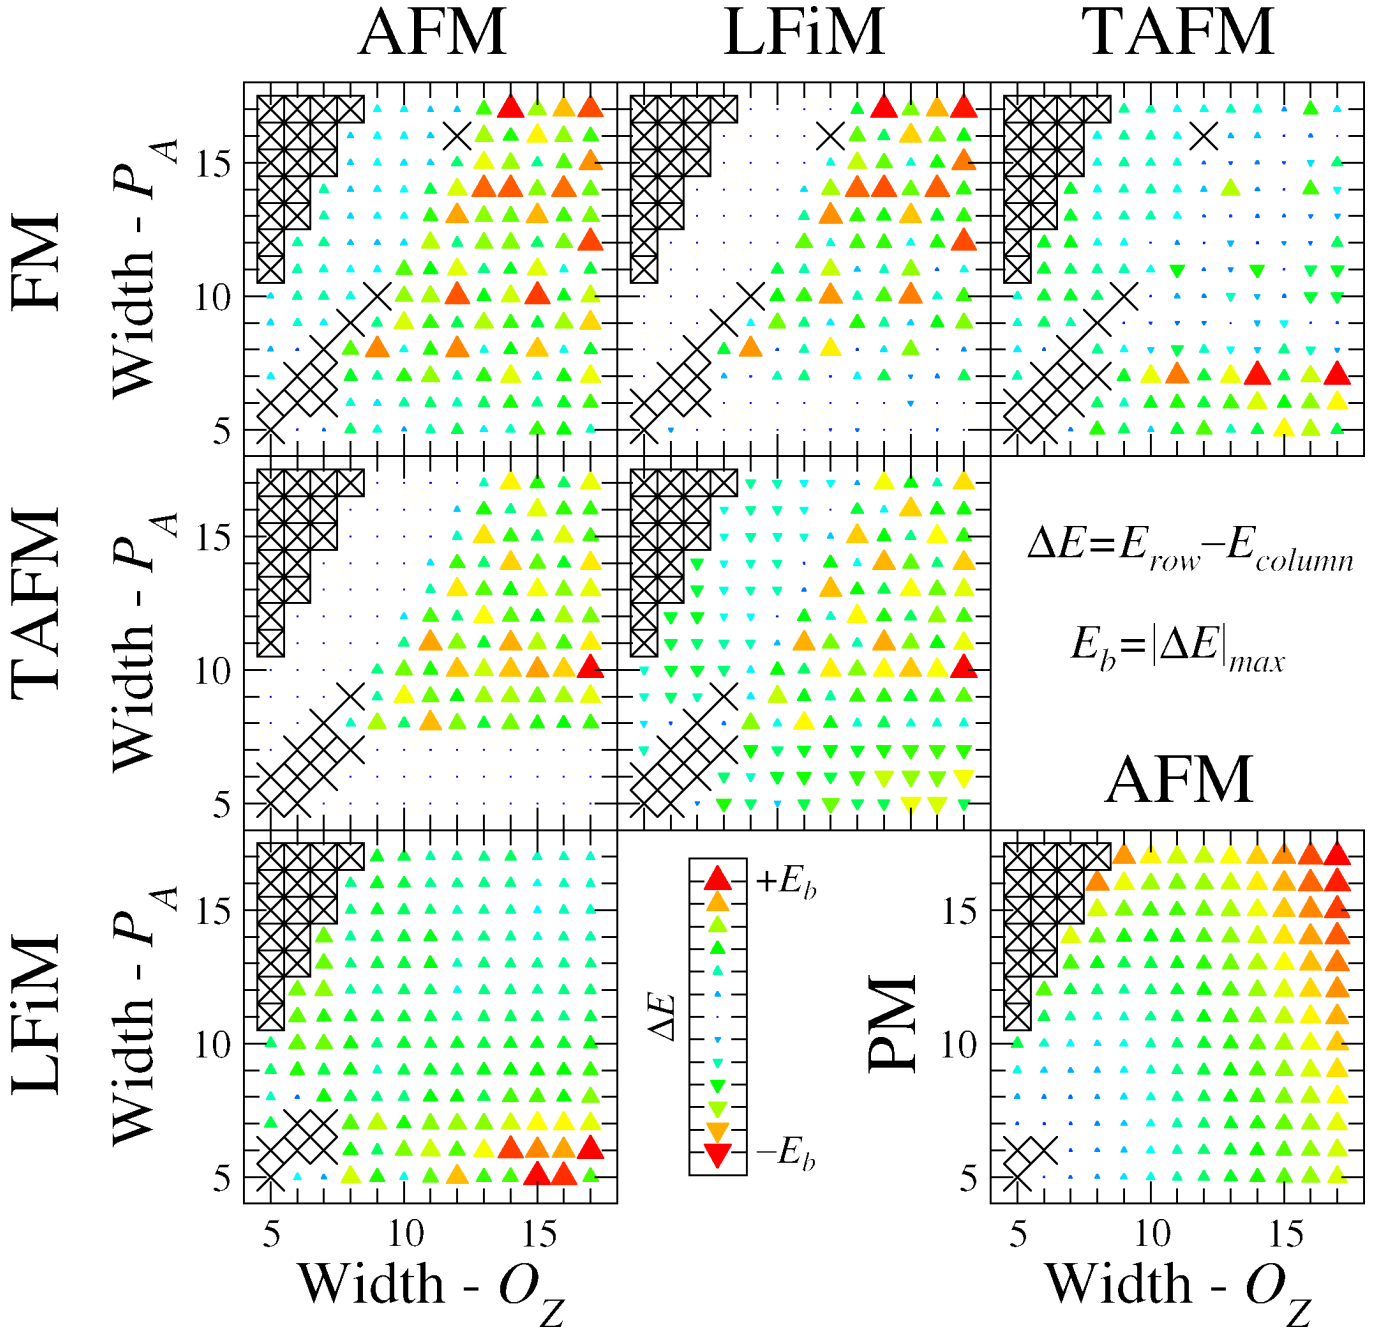 AFM LFiM TAFM
FM
Width - P_A
15
10
5
TAFM
Width - P_A
15
10
5
ΔE=E_row−E_column
E_b=|ΔE|_max
AFM
LFiM
Width - P_A
15
10
5
5 10 15
Width - O_Z
ΔE
+E_b
−E_b
PM
15
10
5
5 10 15
Width - O_Z